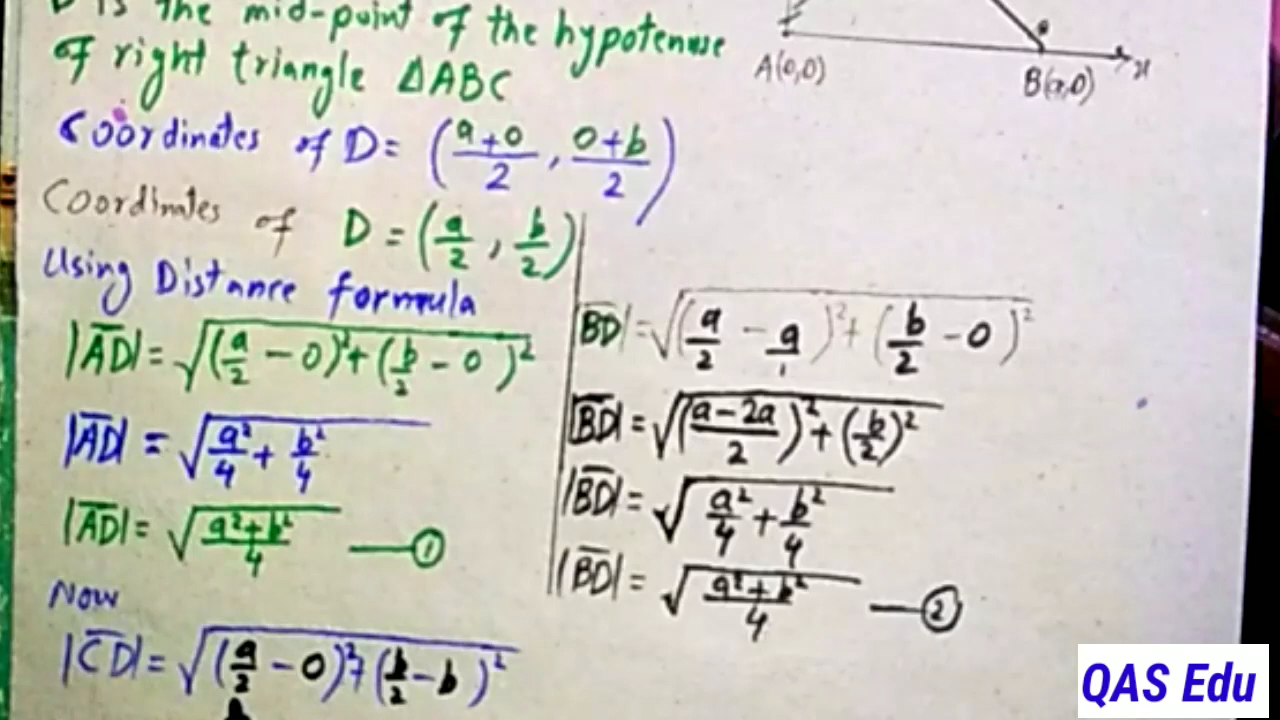 D is the mid-point of the hypotenuse
of right triangle ΔABC
A(0,0)
B(a,0)
x
Coordinates of D = ((a+0)/2, (0+b)/2)
Coordinates of D = (a/2, b/2)
Using Distance formula
|AD| = √((a/2 - 0)² + (b/2 - 0)²)
|AD| = √(a²/4 + b²/4)
|AD| = √((a²+b²)/4) —①
Now
|CD| = √((a/2 - 0)² + (b/2 - b)²)
BD| = √((a/2 - a/1)² + (b/2 - 0)²)
|BD| = √(((a-2a)/2)² + (b/2)²)
|BD| = √(a²/4 + b²/4)
|BD| = √((a²+b²)/4) —②
QAS Edu